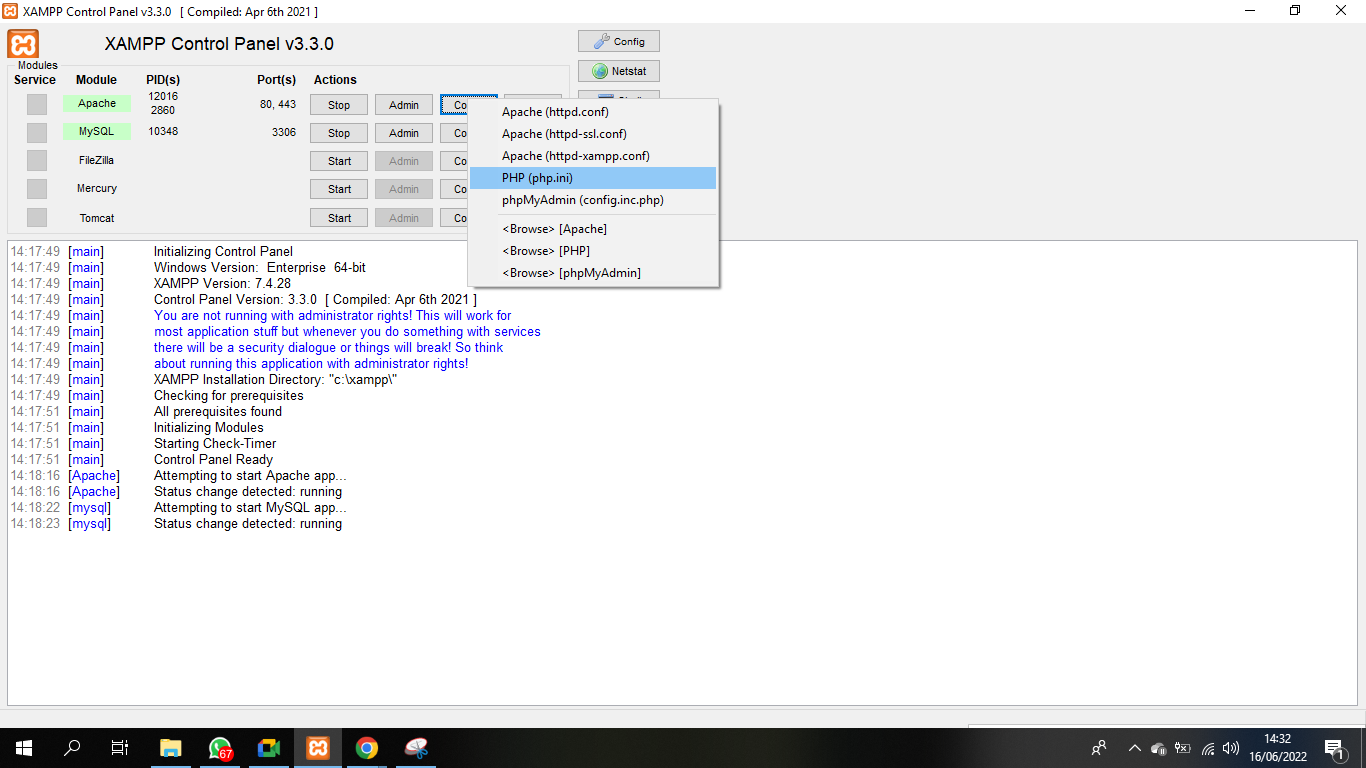 XAMPP Control Panel v3.3.0 [ Compiled: Apr 6th 2021 ]
XAMPP Control Panel v3.3.0
Config
Netstat
Modules
Service Module PID(s) Port(s) Actions
Apache 12016 2860 80, 443 Stop Admin Co
MySQL 10348 3306 Stop Admin Co
FileZilla Start Admin Co
Mercury Start Admin Co
Tomcat Start Admin Co
Apache (httpd.conf)
Apache (httpd-ssl.conf)
Apache (httpd-xampp.conf)
PHP (php.ini)
phpMyAdmin (config.inc.php)
<Browse> [Apache]
<Browse> [PHP]
<Browse> [phpMyAdmin]
14:17:49 [main] Initializing Control Panel
14:17:49 [main] Windows Version: Enterprise 64-bit
14:17:49 [main] XAMPP Version: 7.4.28
14:17:49 [main] Control Panel Version: 3.3.0 [ Compiled: Apr 6th 2021 ]
14:17:49 [main] You are not running with administrator rights! This will work for
14:17:49 [main] most application stuff but whenever you do something with services
14:17:49 [main] there will be a security dialogue or things will break! So think
14:17:49 [main] about running this application with administrator rights!
14:17:49 [main] XAMPP Installation Directory: "c:\xampp\"
14:17:49 [main] Checking for prerequisites
14:17:51 [main] All prerequisites found
14:17:51 [main] Initializing Modules
14:17:51 [main] Starting Check-Timer
14:17:51 [main] Control Panel Ready
14:18:16 [Apache] Attempting to start Apache app...
14:18:16 [Apache] Status change detected: running
14:18:22 [mysql] Attempting to start MySQL app...
14:18:23 [mysql] Status change detected: running
67
14:32
16/06/2022
1